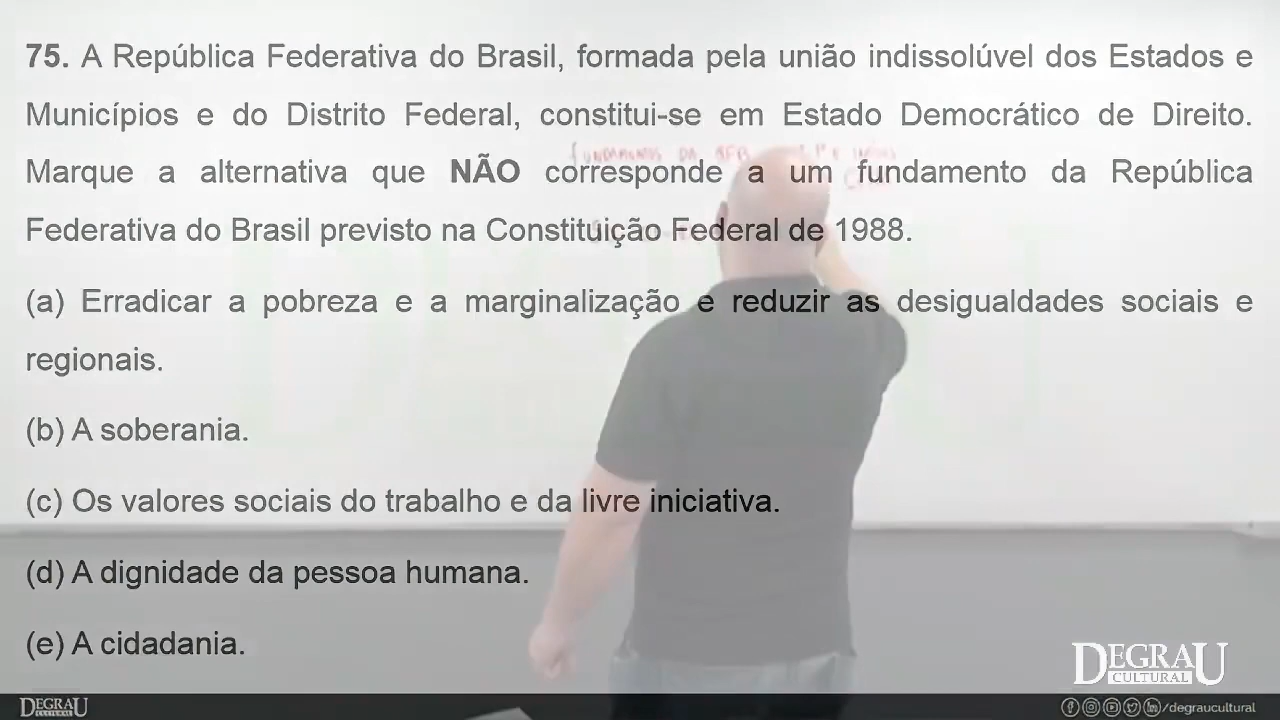 75. A República Federativa do Brasil, formada pela união indissolúvel dos Estados e
Municípios e do Distrito Federal, constitui-se em Estado Democrático de Direito.
Marque a alternativa que NÃO corresponde a um fundamento da República
Federativa do Brasil previsto na Constituição Federal de 1988.
(a) Erradicar a pobreza e a marginalização e reduzir as desigualdades sociais e
regionais.
(b) A soberania.
(c) Os valores sociais do trabalho e da livre iniciativa.
(d) A dignidade da pessoa humana.
(e) A cidadania.
DEGRAU
CULTURAL
DEGRAU
CULTURAL
/degraucultural